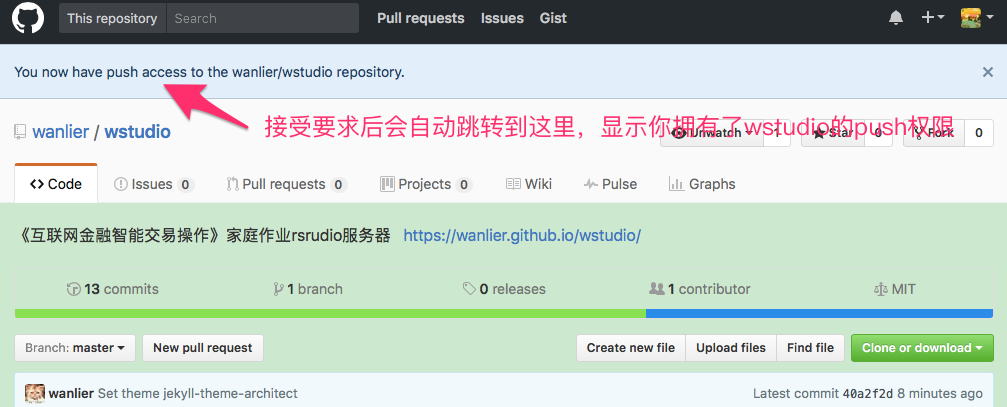 This repository Search Pull requests Issues Gist
You now have push access to the wanlier/wstudio repository.
接受要求后会自动跳转到这里，显示你拥有了wstudio的push权限
wanlier / wstudio Unwatch 1 Star 0 Fork 0
Code Issues 0 Pull requests 0 Projects 0 Wiki Pulse Graphs
《互联网金融智能交易操作》家庭作业rsrudio服务器 https://wanlier.github.io/wstudio/
13 commits 1 branch 0 releases 1 contributor MIT
Branch: master New pull request Create new file Upload files Find file Clone or download
wanlier Set theme jekyll-theme-architect Latest commit 40a2f2d 8 minutes ago